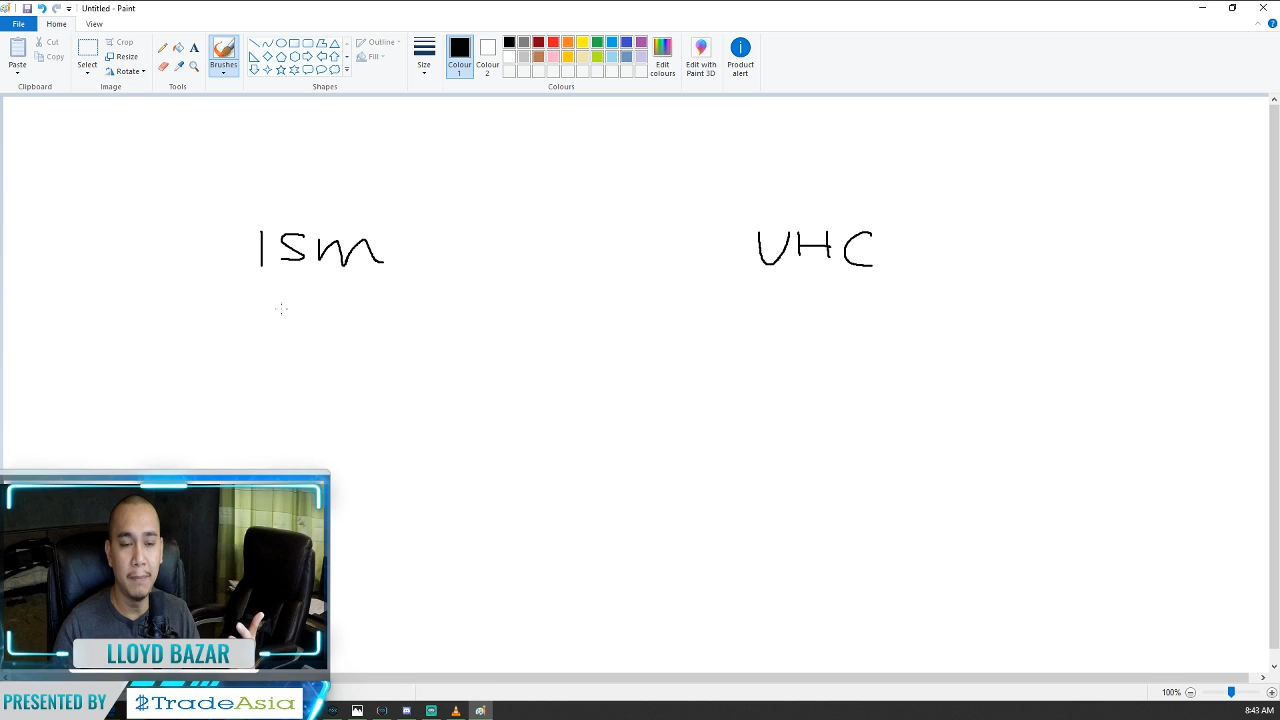 Untitled - Paint
File Home View
Paste
Cut
Copy
Clipboard
Select
Crop
Resize
Rotate
Image
Tools
Brushes
Shapes
Outline
Fill
Size
Colour 1
Colour 2
Edit colours
Colours
Edit with Paint 3D
Product alert
ISM UHC
LLOYD BAZAR
PRESENTED BY TradeAsia
100%
8:43 AM